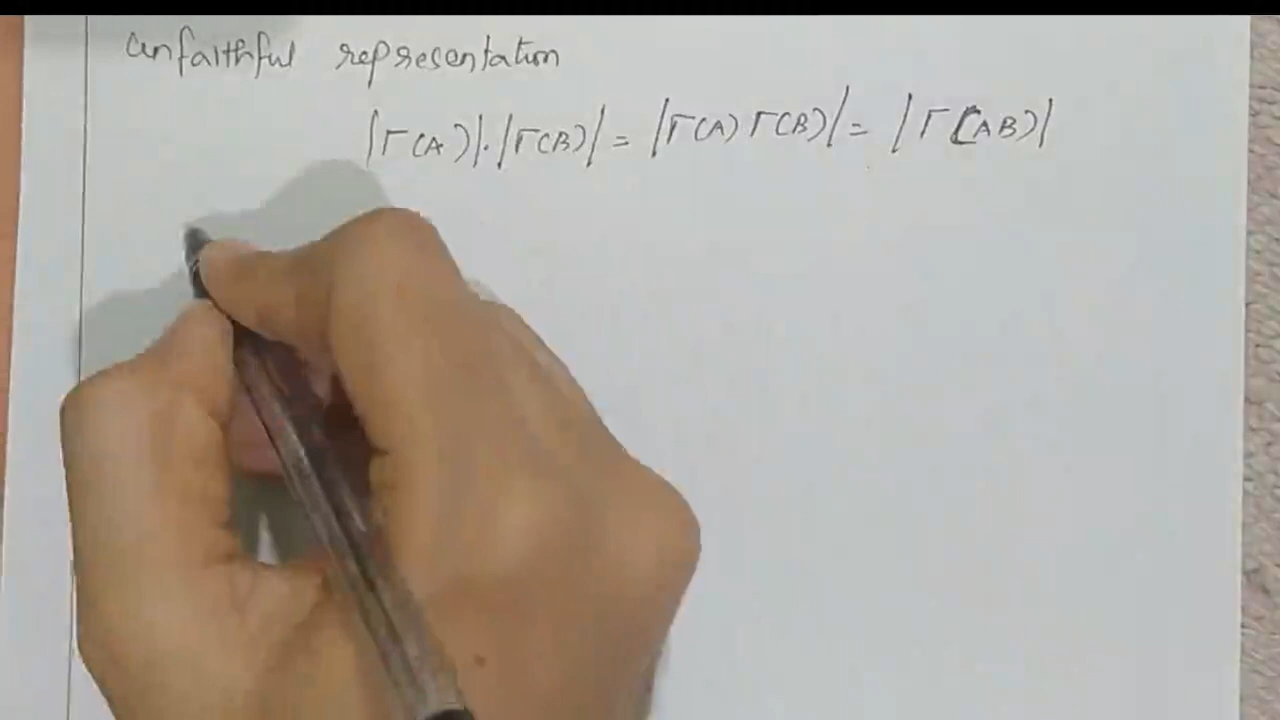 unfaithful representation
|Γ(A)|.|Γ(B)| = |Γ(A) Γ(B)| = |Γ(AB)|